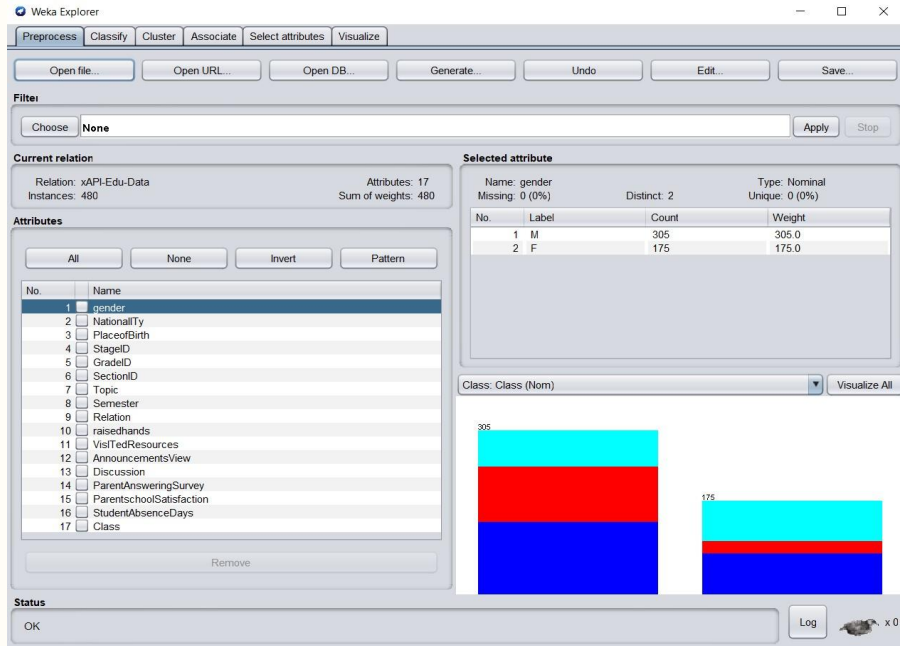 Weka Explorer
Preprocess Classify Cluster Associate Select attributes Visualize
Open file... Open URL... Open DB... Generate... Undo Edit... Save...
Filter
Choose None Apply Stop
Current relation
Relation: xAPI-Edu-Data Attributes: 17
Instances: 480 Sum of weights: 480
Attributes
All None Invert Pattern
No. Name
1 gender
2 NationalITy
3 PlaceofBirth
4 StageID
5 GradeID
6 SectionID
7 Topic
8 Semester
9 Relation
10 raisedhands
11 VisITedResources
12 AnnouncementsView
13 Discussion
14 ParentAnsweringSurvey
15 ParentschoolSatisfaction
16 StudentAbsenceDays
17 Class
Remove
Selected attribute
Name: gender Type: Nominal
Missing: 0 (0%) Distinct: 2 Unique: 0 (0%)
No. Label Count Weight
1 M 305 305.0
2 F 175 175.0
Class: Class (Nom) Visualize All
305
175
Status
OK Log x 0